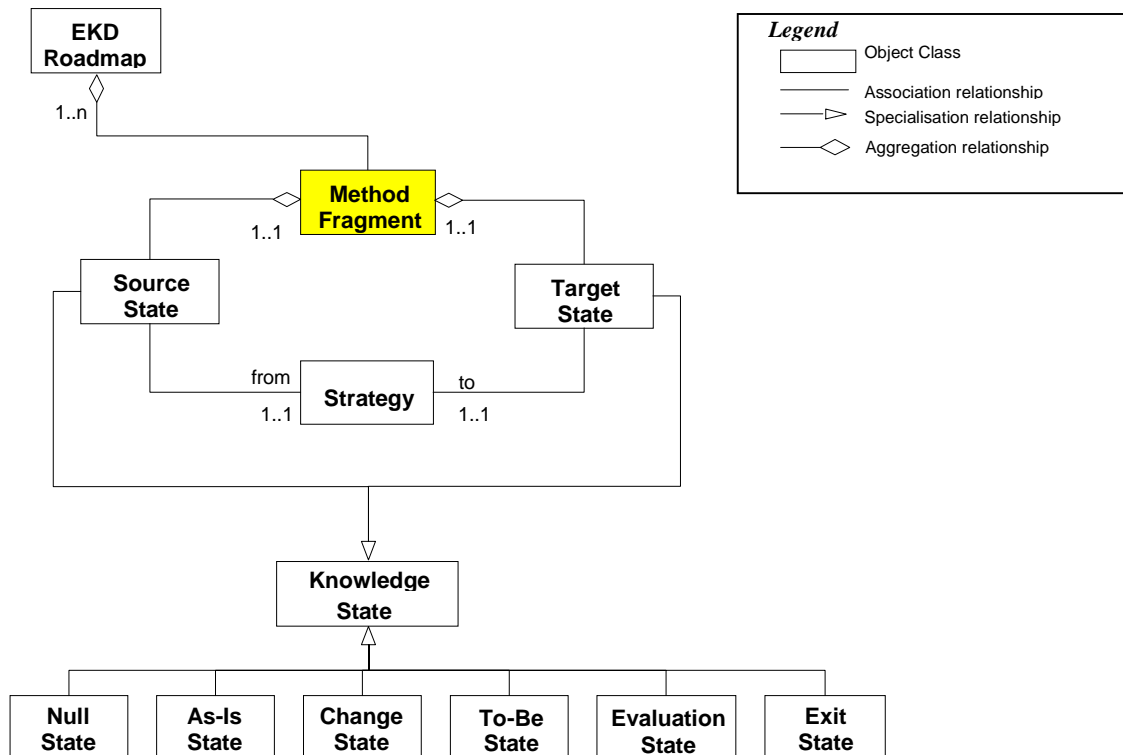 EKD
Roadmap
1..n
Legend
Object Class
Association relationship
Specialisation relationship
Aggregation relationship
Method
Fragment
1..1
1..1
Source
State
Target
State
from
to
Strategy
1..1
1..1
Knowledge
State
Null
State
As-Is
State
Change
State
To-Be
State
Evaluation
State
Exit
State